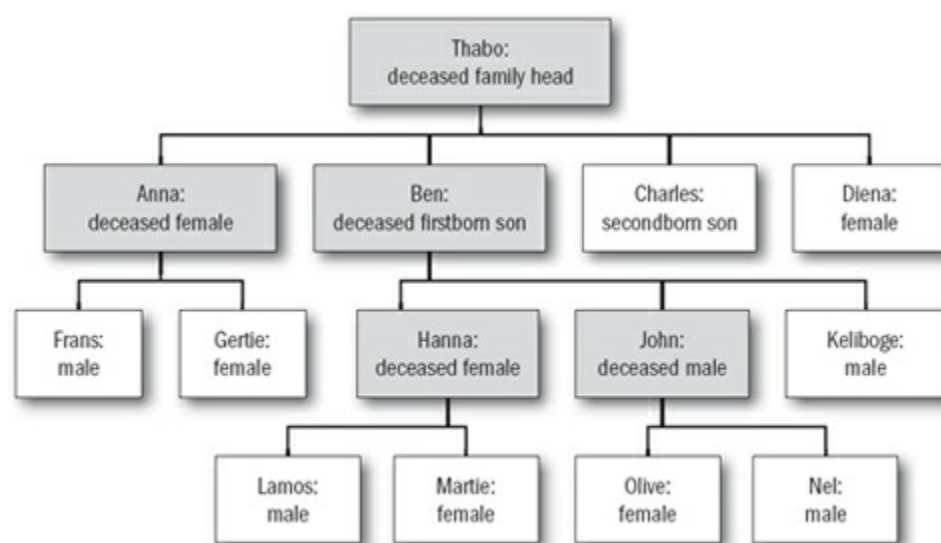 Thabo:
deceased family head
Anna:
deceased female
Ben:
deceased firstborn son
Charles:
secondborn son
Diena:
female
Frans:
male
Gertie:
female
Hanna:
deceased female
John:
deceased male
Keliboge:
male
Lamos:
male
Martie:
female
Olive:
female
Nel:
male